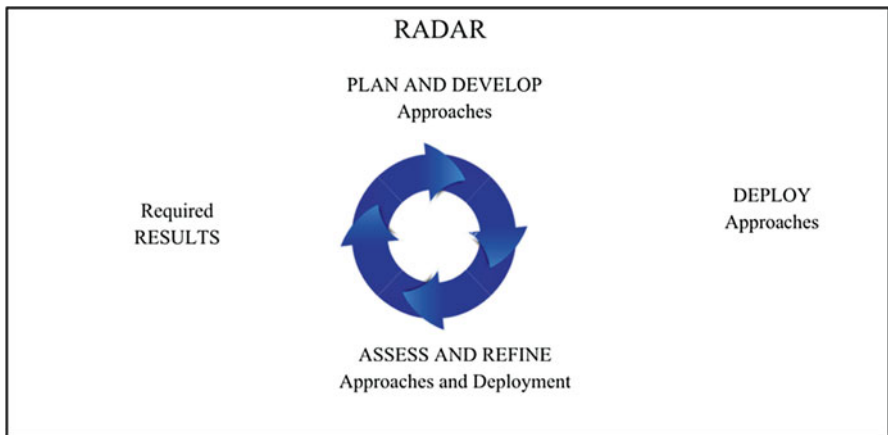 RADAR
PLAN AND DEVELOP
Approaches
Required
RESULTS
DEPLOY
Approaches
ASSESS AND REFINE
Approaches and Deployment